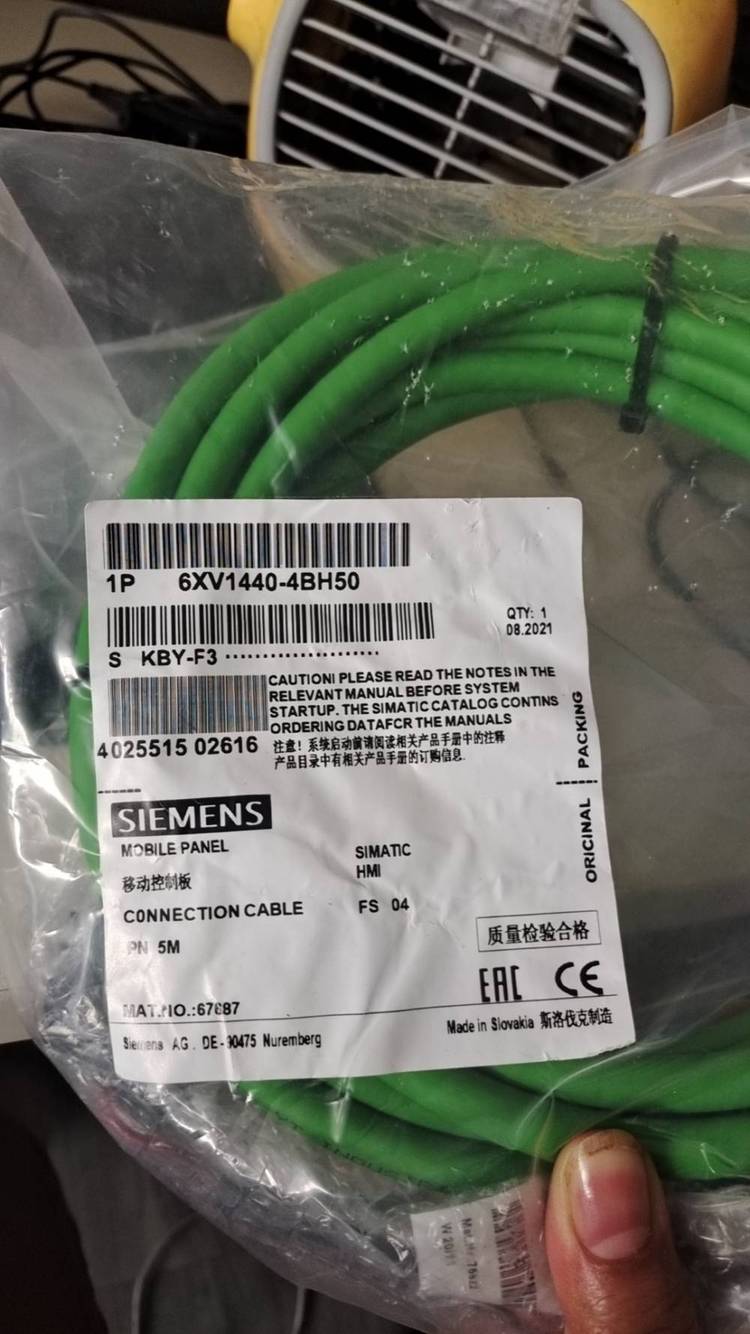 1P 6XV1440-4BH50
S KBY-F3
QTY: 1
08.2021
CAUTION! PLEASE READ THE NOTES IN THE
RELEVANT MANUAL BEFORE SYSTEM
STARTUP. THE SIMATIC CATALOG CONTINS
ORDERING DATAFCR THE MANUALS
4025515 02616
注意！系统启动前请阅读相关产品手册中的注释
产品目录中有相关产品手册的订购信息.
ORICINAL PACKING
SIEMENS
MOBILE PANEL
SIMATIC
HMI
移动控制板
CONNECTION CABLE
FS 04
PN 5M
质量检验合格
EAC CE
MAT.NO.:67687
Made in Slovakia 斯洛伐克制造
Siemens AG. DE-90475 Nuremberg